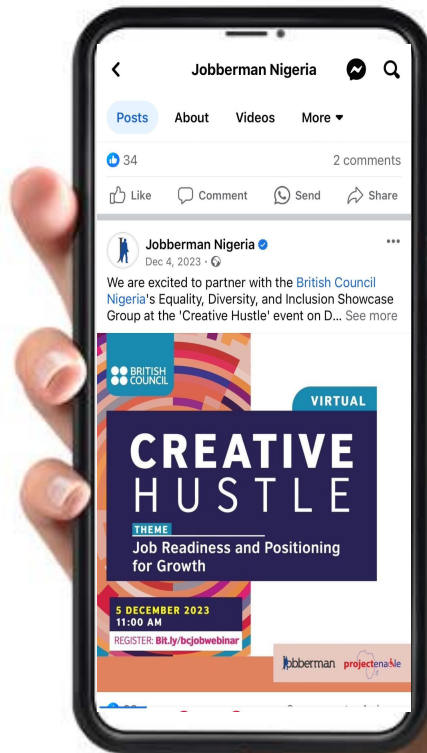 Jobberman Nigeria
Posts About Videos More
34 2 comments
Like Comment Send Share
Jobberman Nigeria
Dec 4, 2023 ·
We are excited to partner with the British Council
Nigeria's Equality, Diversity, and Inclusion Showcase
Group at the 'Creative Hustle' event on D... See more
BRITISH
COUNCIL
VIRTUAL
CREATIVE
HUSTLE
THEME
Job Readiness and Positioning
for Growth
5 DECEMBER 2023
11:00 AM
REGISTER: Bit.ly/bcjobwebinar
Jobberman projectenable